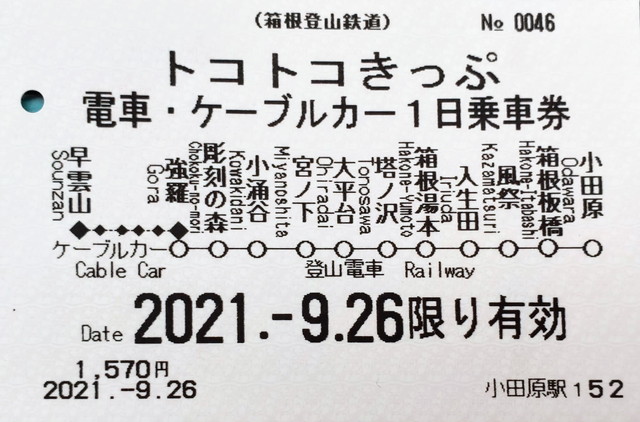 (箱根登山鉄道) № 0046
トコトコきっぷ
電車・ケーブルカー1日乗車券
早雲山 Sounzan
強羅 Gora
彫刻の森 Chokoku-no-mori
小涌谷 Kowakidani
宮ノ下 Miyanoshita
大平台 Ohiradai
塔ノ沢 Tonosawa
箱根湯本 Hakone-Yumoto
入生田 Iriuda
風祭 Kazamatsuri
箱根板橋 Hakone-Itabashi
小田原 Odawara
ケーブルカー
Cable Car 登山電車 Railway
Date 2021.-9.26限り有効
1,570円
2021.-9.26 小田原駅152